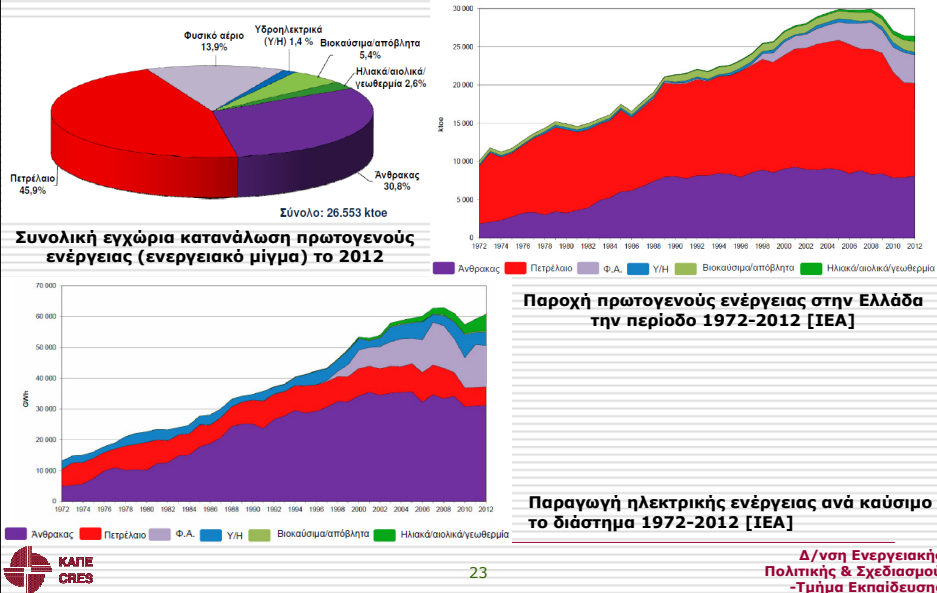 Φυσικό αέριο
13,9%
Υδροηλεκτρικά
(Υ/Η) 1,4 %
Βιοκαύσιμα/απόβλητα
5,4%
Ηλιακά/αιολικά/
γεωθερμία 2,6%
Πετρέλαιο
45,9%
Άνθρακας
30,8%
Σύνολο: 26.553 ktoe
Συνολική εγχώρια κατανάλωση πρωτογενούς
ενέργειας (ενεργειακό μίγμα) το 2012
30 000
25 000
20 000
15 000
10 000
5 000
0
ktoe
1972 1974 1976 1978 1980 1982 1984 1986 1988 1990 1992 1994 1996 1998 2000 2002 2004 2006 2008 2010 2012
Άνθρακας Πετρέλαιο Φ.Α. Υ/Η Βιοκαύσιμα/απόβλητα Ηλιακά/αιολικά/γεωθερμία
Παροχή πρωτογενούς ενέργειας στην Ελλάδα
την περίοδο 1972-2012 [IEA]
70 000
60 000
50 000
40 000
30 000
20 000
10 000
0
GWh
1972 1974 1976 1978 1980 1982 1984 1986 1988 1990 1992 1994 1996 1998 2000 2002 2004 2006 2008 2010 2012
Άνθρακας Πετρέλαιο Φ.Α. Υ/Η Βιοκαύσιμα/απόβλητα Ηλιακά/αιολικά/γεωθερμία
Παραγωγή ηλεκτρικής ενέργειας ανά καύσιμο
το διάστημα 1972-2012 [IEA]
ΚΑΠΕ
CRES
23
Δ/νση Ενεργειακής
Πολιτικής & Σχεδιασμού
-Τμήμα Εκπαίδευσης